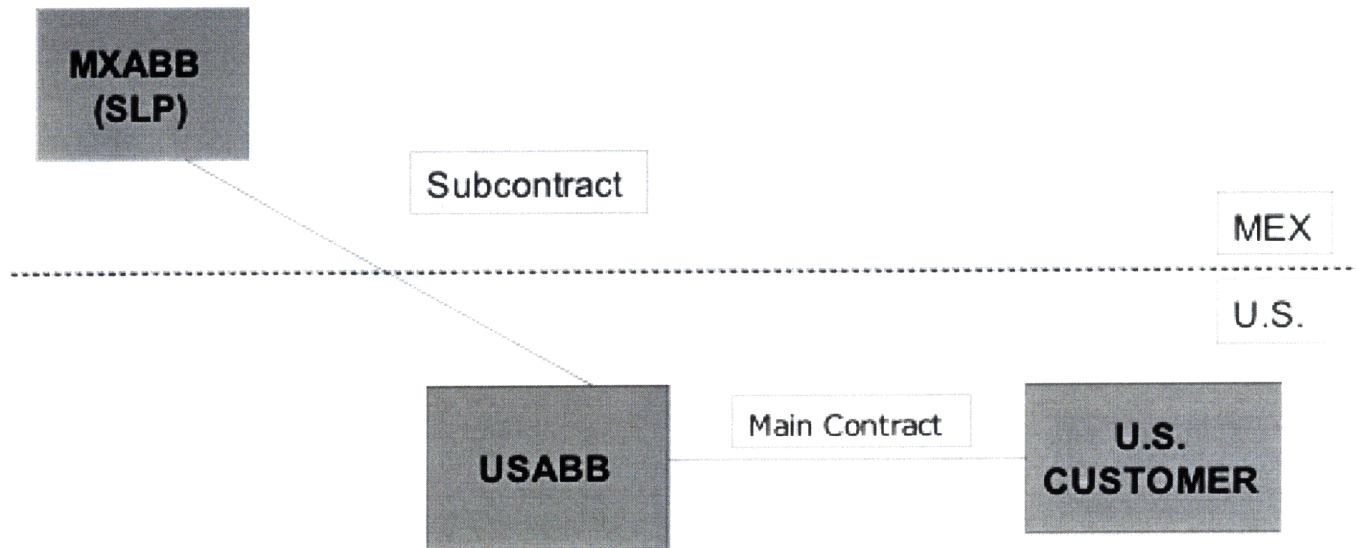 MXABB
(SLP)
Subcontract
MEX
U.S.
USABB
Main Contract
U.S.
CUSTOMER